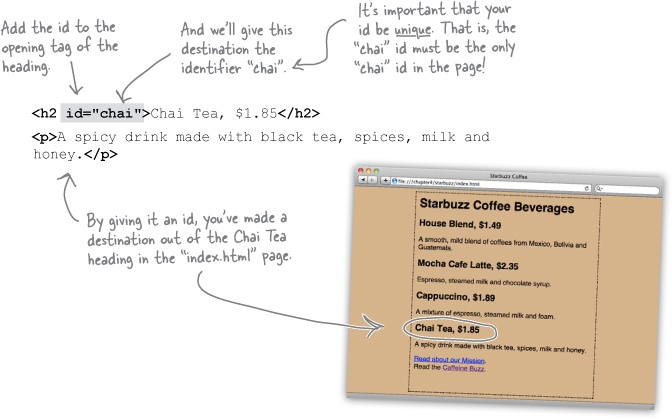 Add the id to the
opening tag of the
heading.
And we'll give this
destination the
identifier “chai”.
It's important that your
id be unique. That is, the
“chai” id must be the only
“chai” id in the page!
<h2 id="chai">Chai Tea, $1.85</h2>
<p>A spicy drink made with black tea, spices, milk and
honey.</p>
By giving it an id, you've made a
destination out of the Chai Tea
heading in the “index.html” page.
Starbuzz Coffee
file:///chapter4/starbuzz/index.html
Starbuzz Coffee Beverages
House Blend, $1.49
A smooth, mild blend of coffees from Mexico, Bolivia and
Guatemala.
Mocha Cafe Latte, $2.35
Espresso, steamed milk and chocolate syrup.
Cappuccino, $1.89
A mixture of espresso, steamed milk and foam.
Chai Tea, $1.85
A spicy drink made with black tea, spices, milk and honey.
Read about our Mission.
Read the Caffeine Buzz.